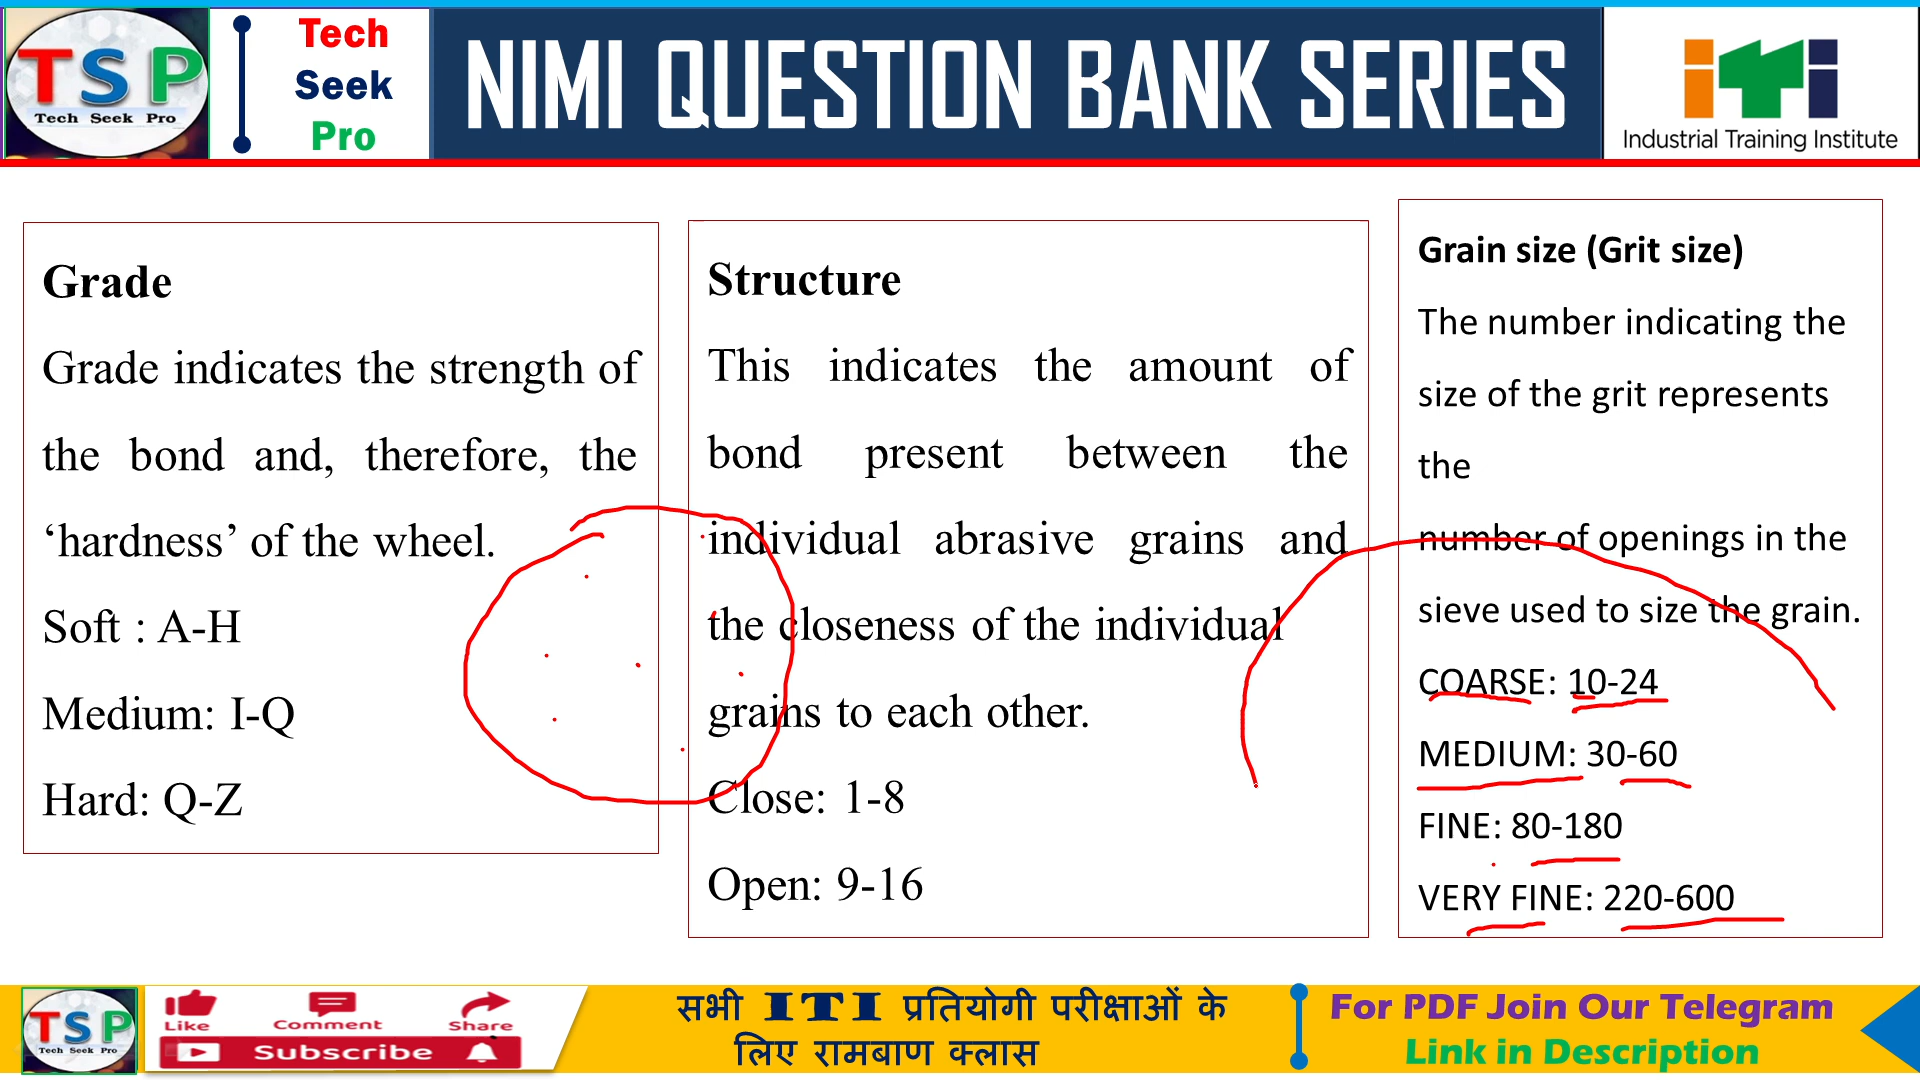 TSP
Tech Seek Pro
Tech
Seek
Pro
NIMI QUESTION BANK SERIES
iTi
Industrial Training Institute
Grade
Grade indicates the strength of
the bond and, therefore, the
‘hardness’ of the wheel.
Soft : A-H
Medium: I-Q
Hard: Q-Z
Structure
This indicates the amount of
bond present between the
individual abrasive grains and
the closeness of the individual
grains to each other.
Close: 1-8
Open: 9-16
Grain size (Grit size)
The number indicating the
size of the grit represents
the
number of openings in the
sieve used to size the grain.
COARSE: 10-24
MEDIUM: 30-60
FINE: 80-180
VERY FINE: 220-600
TSP
Tech Seek Pro
Like
Comment
Share
Subscribe
सभी ITI प्रतियोगी परीक्षाओं के
लिए रामबाण क्लास
For PDF Join Our Telegram
Link in Description